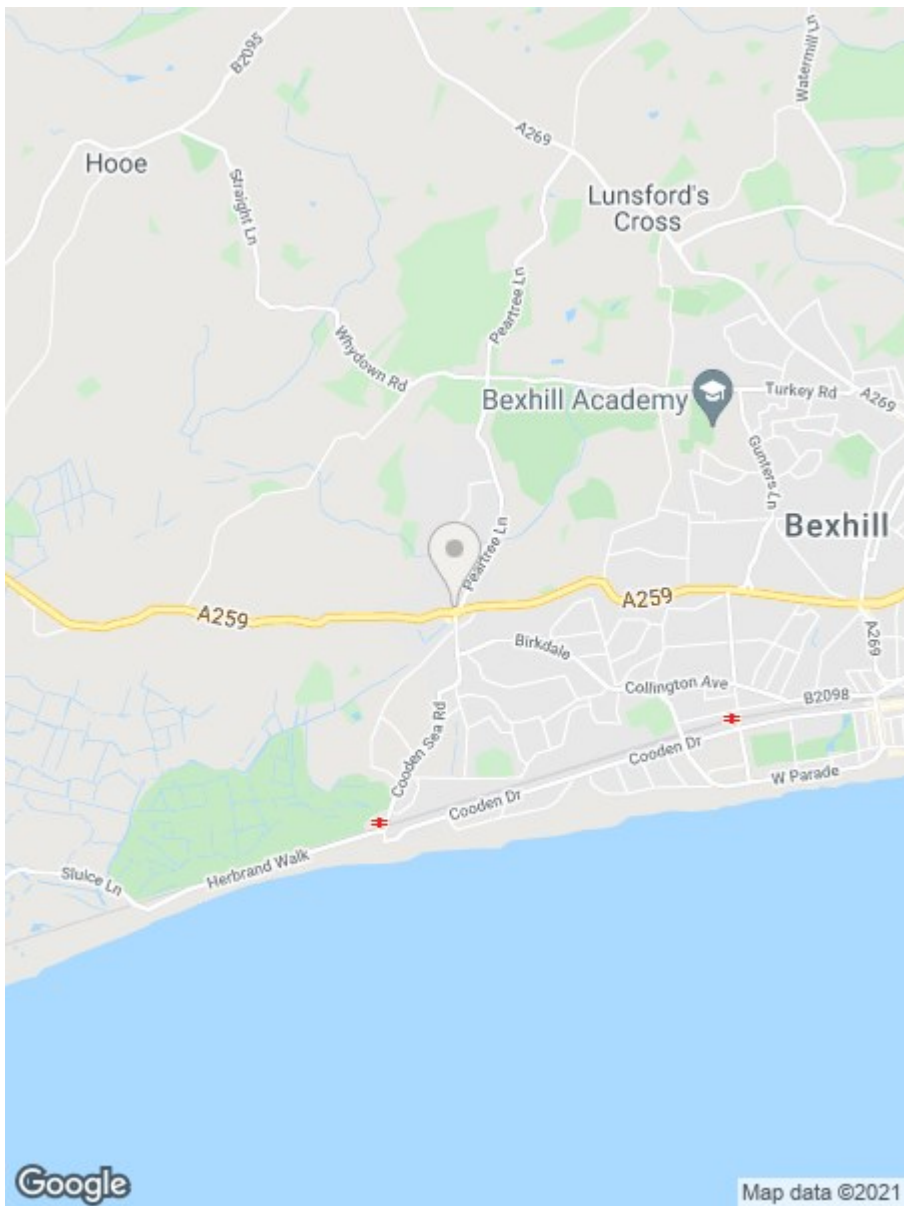 B2095
Watermill Ln
A269
Hooe
Straight Ln
Lunsford's
Cross
Peartree Ln
Whydown Rd
Bexhill Academy
Turkey Rd
A269
Gunters Ln
Bexhill
Peartree Ln
A259
A259
Birkdale
A269
Collington Ave
B2098
Cooden Sea Rd
Cooden Dr
W Parade
Cooden Dr
Herbrand Walk
Sluice Ln
Google
Map data ©2021